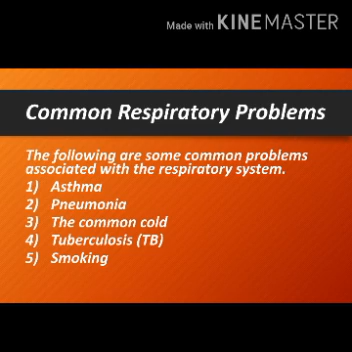 Made with KINEMASTER
Common Respiratory Problems
The following are some common problems
associated with the respiratory system.
1) Asthma
2) Pneumonia
3) The common cold
4) Tuberculosis (TB)
5) Smoking